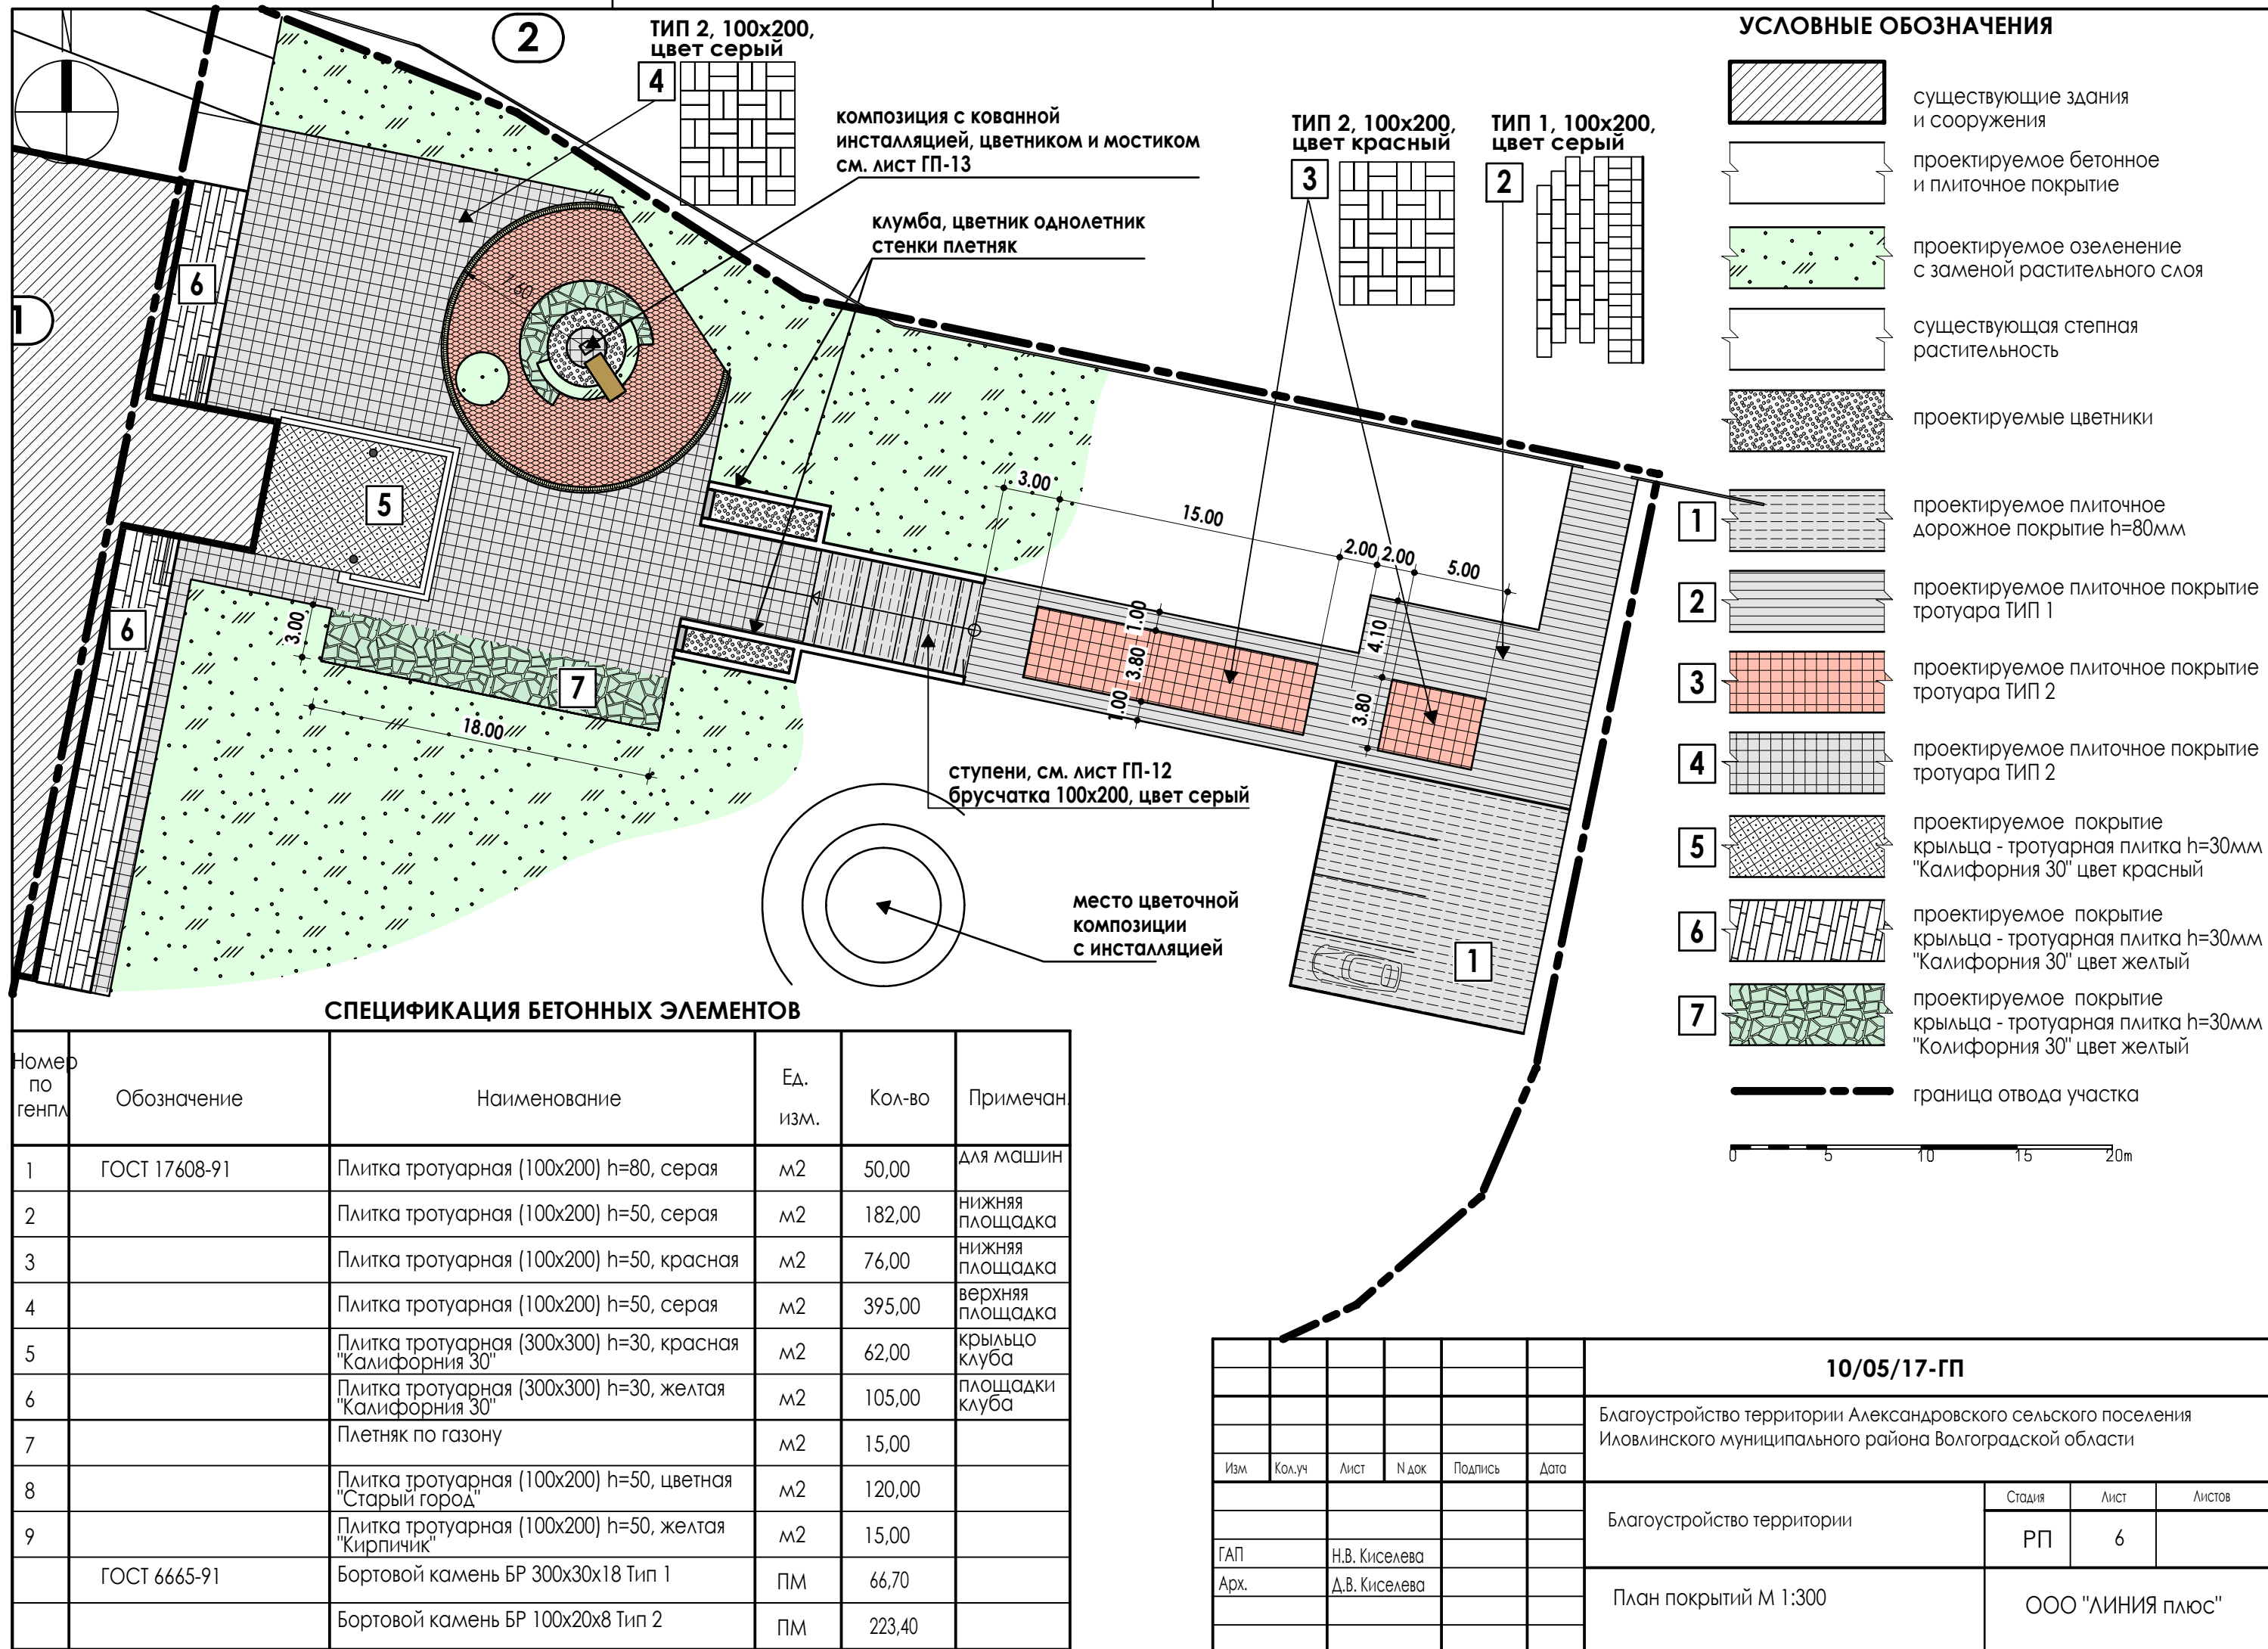 2
ТИП 2, 100х200,
цвет серый
4
композиция с кованной
инсталляцией, цветником и мостиком
см. лист ГП-13
клумба, цветник однолетник
стенки плетняк
ТИП 2, 100х200,
цвет красный
3
ТИП 1, 100х200,
цвет серый
2
6
1
7.60
5
6
3.00
7
18.00
3.00
15.00
2.00
2.00
5.00
1.00
3.80
1.00
4.10
3.80
ступени, см. лист ГП-12
брусчатка 100х200, цвет серый
место цветочной
композиции
с инсталляцией
1
УСЛОВНЫЕ ОБОЗНАЧЕНИЯ
существующие здания
и сооружения
проектируемое бетонное
и плиточное покрытие
проектируемое озеленение
с заменой растительного слоя
существующая степная
растительность
проектируемые цветники
1
проектируемое плиточное
дорожное покрытие h=80мм
2
проектируемое плиточное покрытие
тротуара ТИП 1
3
проектируемое плиточное покрытие
тротуара ТИП 2
4
проектируемое плиточное покрытие
тротуара ТИП 2
5
проектируемое покрытие
крыльца - тротуарная плитка h=30мм
"Калифорния 30" цвет красный
6
проектируемое покрытие
крыльца - тротуарная плитка h=30мм
"Калифорния 30" цвет желтый
7
проектируемое покрытие
крыльца - тротуарная плитка h=30мм
"Колифорния 30" цвет желтый
граница отвода участка
0 5 10 15 20m
СПЕЦИФИКАЦИЯ БЕТОННЫХ ЭЛЕМЕНТОВ
Номер
по
генпл
Обозначение
Наименование
Ед.
изм.
Кол-во
Примечан.
1 ГОСТ 17608-91 Плитка тротуарная (100х200) h=80, серая м2 50,00 для машин
2 Плитка тротуарная (100х200) h=50, серая м2 182,00 нижняя
площадка
3 Плитка тротуарная (100х200) h=50, красная м2 76,00 нижняя
площадка
4 Плитка тротуарная (100х200) h=50, серая м2 395,00 верхняя
площадка
5 Плитка тротуарная (300х300) h=30, красная м2 62,00 крыльцо
"Калифорния 30" клуба
6 Плитка тротуарная (300х300) h=30, желтая м2 105,00 площадки
"Калифорния 30" клуба
7 Плетняк по газону м2 15,00
8 Плитка тротуарная (100х200) h=50, цветная м2 120,00
"Старый город"
9 Плитка тротуарная (100х200) h=50, желтая м2 15,00
"Кирпичик"
ГОСТ 6665-91 Бортовой камень БР 300х30х18 Тип 1 ПМ 66,70
Бортовой камень БР 100х20х8 Тип 2 ПМ 223,40
10/05/17-ГП
Благоустройство территории Александровского сельского поселения
Иловлинского муниципального района Волгоградской области
Изм Кол.уч Лист N док Подпись Дата
Благоустройство территории
Стадия Лист Листов
РП 6
ГАП Н.В. Киселева
Арх. Д.В. Киселева
План покрытий М 1:300
ООО "ЛИНИЯ плюс"